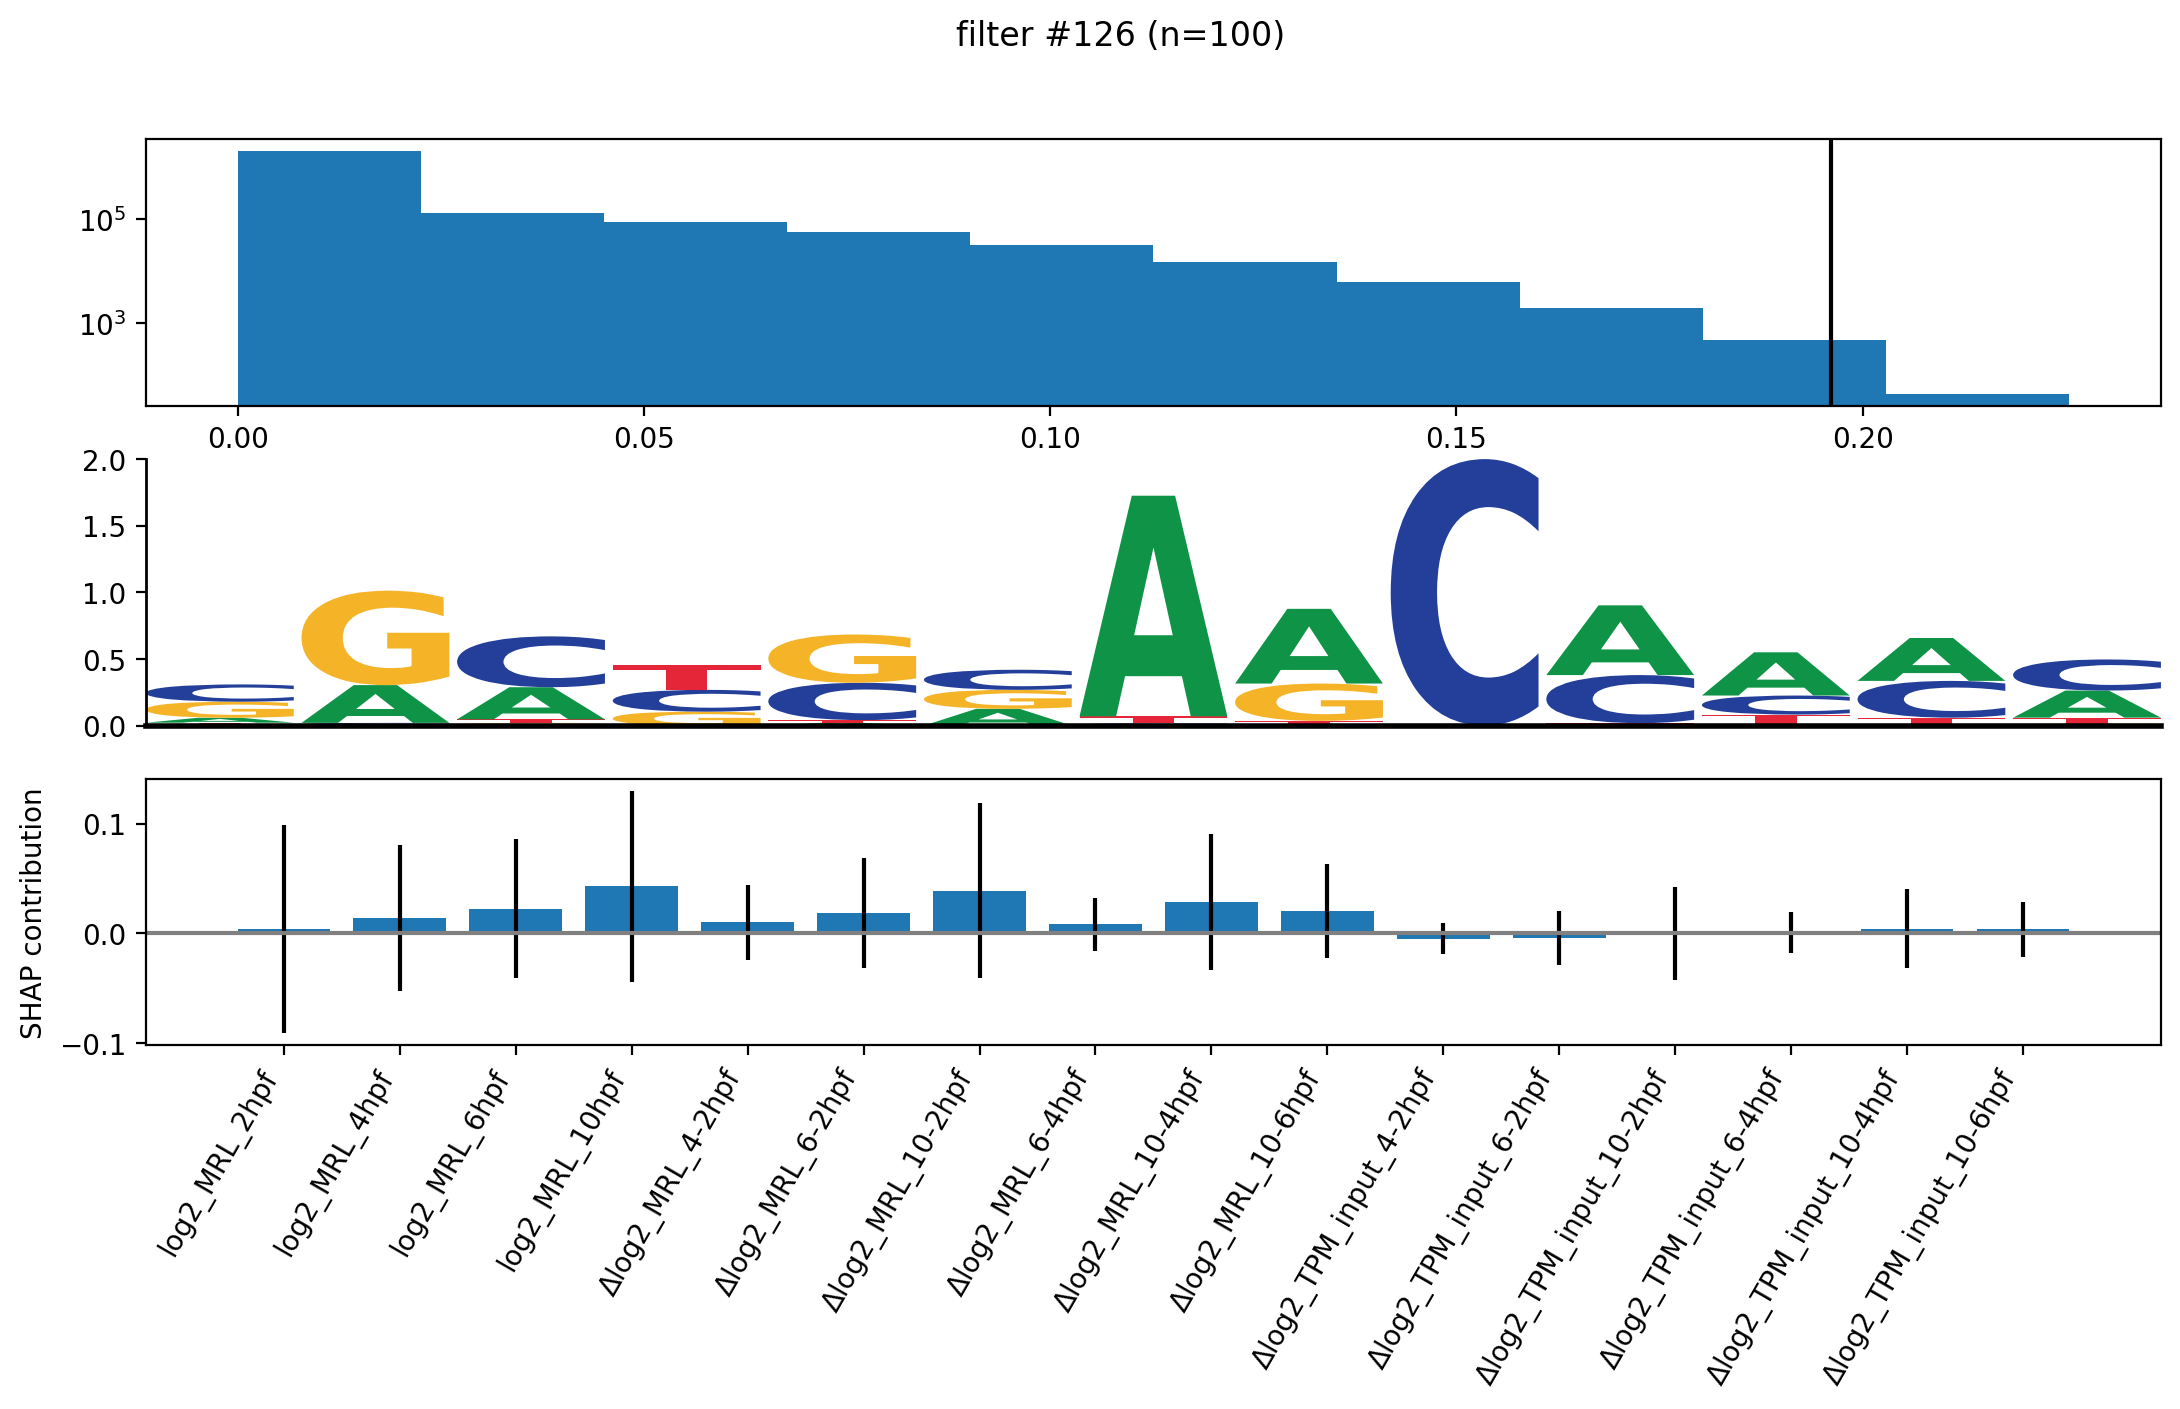 filter #126 (n=100)
10^5
10^3
0.00 0.05 0.10 0.15 0.20
2.0
1.5
1.0
0.5
0.0
C G C T G C A A C A A A C
G A A C C G T G C C C A
A T G T A T T T T
SHAP contribution
0.1
0.0
−0.1
log2_MRL_2hpf
log2_MRL_4hpf
log2_MRL_6hpf
log2_MRL_10hpf
Δlog2_MRL_4-2hpf
Δlog2_MRL_6-2hpf
Δlog2_MRL_10-2hpf
Δlog2_MRL_6-4hpf
Δlog2_MRL_10-4hpf
Δlog2_MRL_10-6hpf
Δlog2_TPM_input_4-2hpf
Δlog2_TPM_input_6-2hpf
Δlog2_TPM_input_10-2hpf
Δlog2_TPM_input_6-4hpf
Δlog2_TPM_input_10-4hpf
Δlog2_TPM_input_10-6hpf